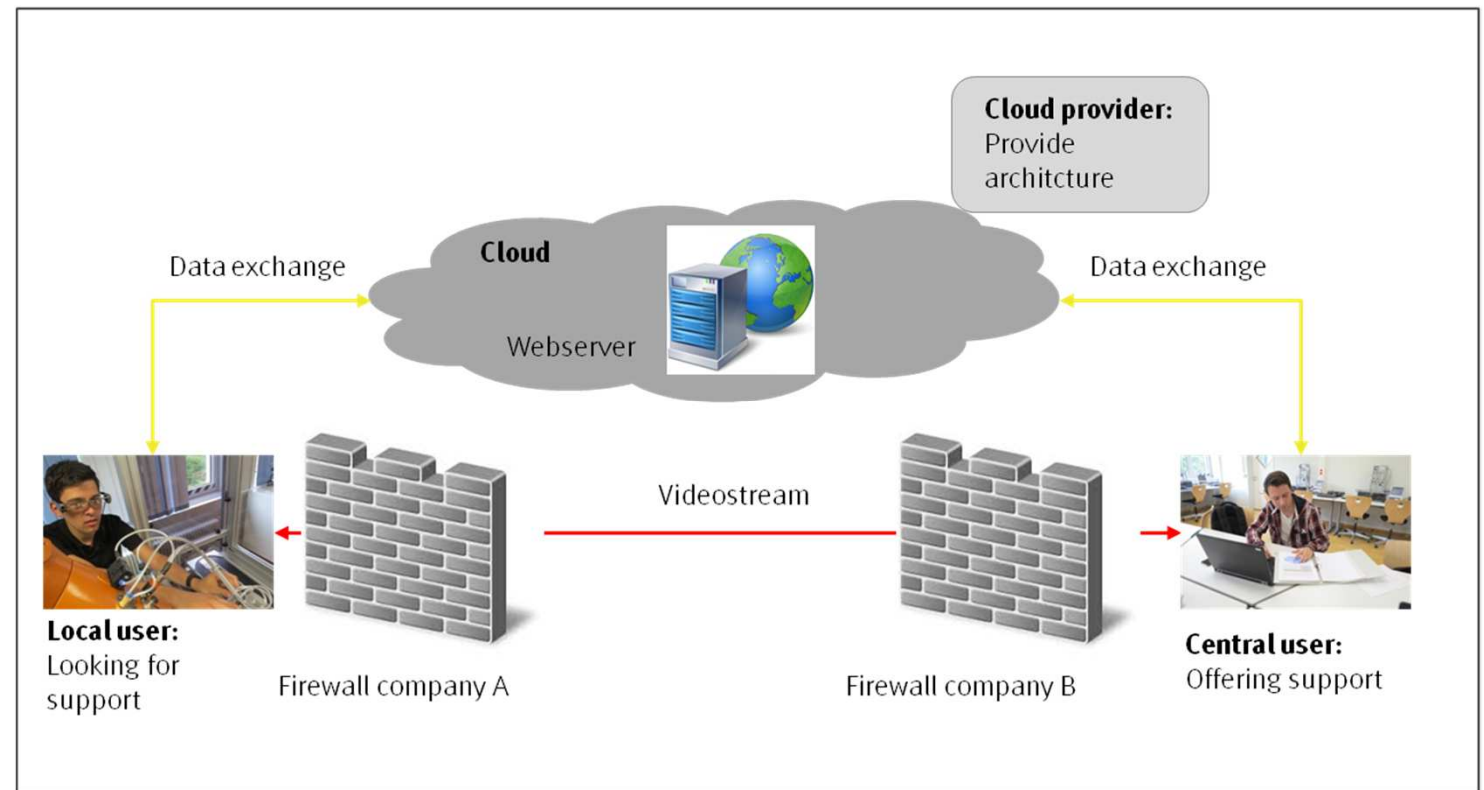 Cloud provider:
Provide
architcture
Cloud
Data exchange
Data exchange
Webserver
Videostream
Local user:
Looking for
support
Firewall company A
Firewall company B
Central user:
Offering support